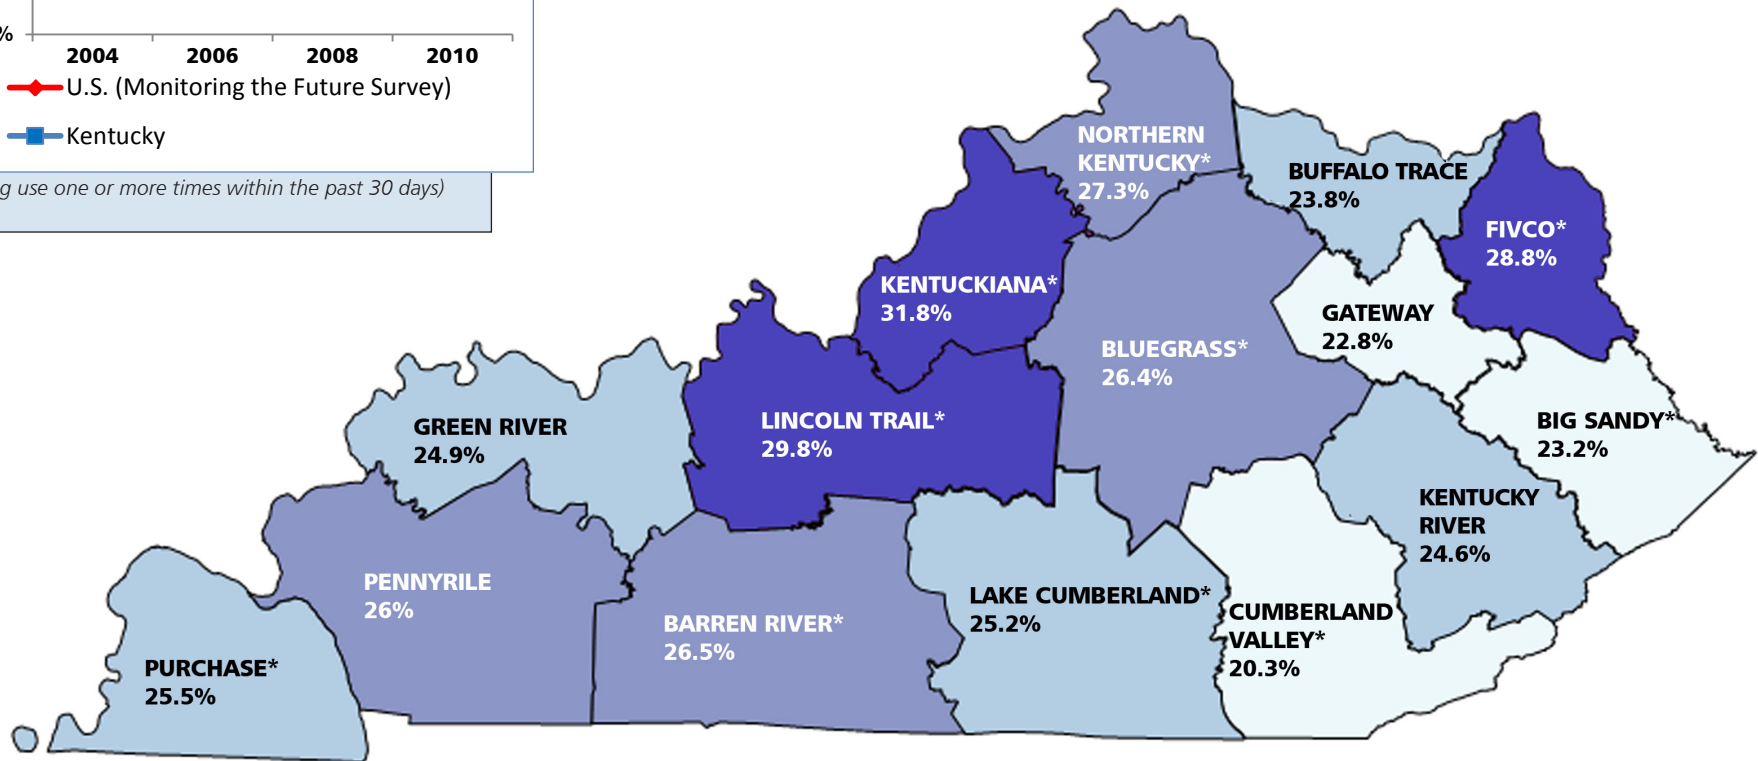 %
2004 2006 2008 2010
U.S. (Monitoring the Future Survey)
Kentucky
g use one or more times within the past 30 days)
NORTHERN
KENTUCKY*
27.3%
BUFFALO TRACE
23.8%
FIVCO*
28.8%
KENTUCKIANA*
31.8%
GATEWAY
22.8%
BLUEGRASS*
26.4%
LINCOLN TRAIL*
29.8%
GREEN RIVER
24.9%
BIG SANDY*
23.2%
KENTUCKY
RIVER
24.6%
PENNYRILE
26%
LAKE CUMBERLAND*
25.2%
CUMBERLAND
VALLEY*
20.3%
BARREN RIVER*
26.5%
PURCHASE*
25.5%